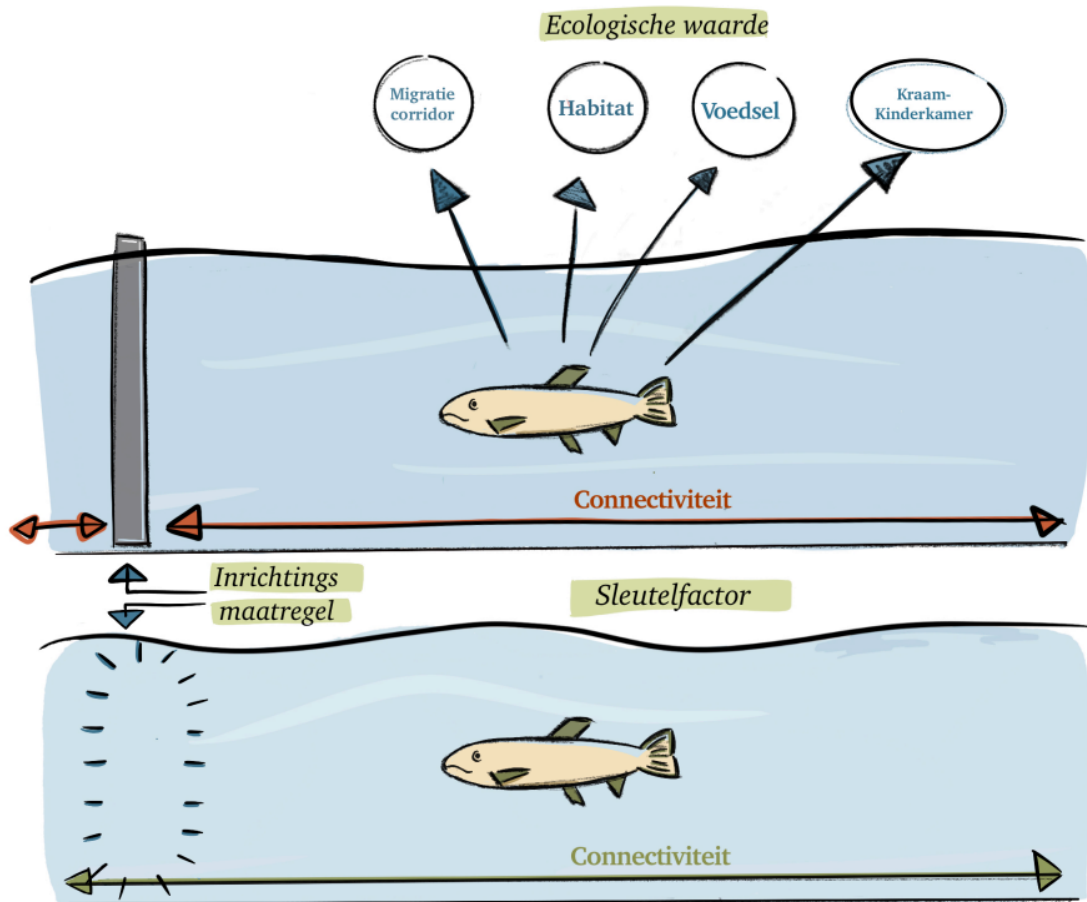 Ecologische waarde
Migratie
corridor
Habitat
Voedsel
Kraam-
Kinderkamer
Connectiviteit
Inrichtings
maatregel
Sleutelfactor
Connectiviteit